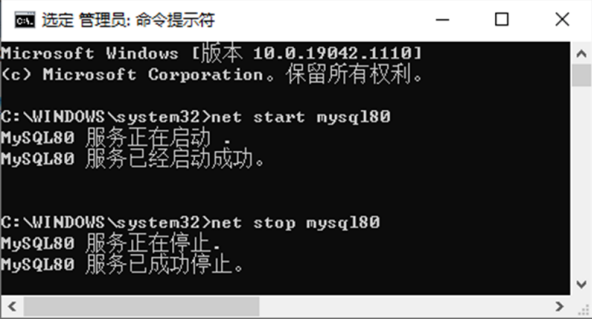 选定 管理员: 命令提示符
Microsoft Windows [版本 10.0.19042.1110]
(c) Microsoft Corporation。保留所有权利。
C:\WINDOWS\system32>net start mysql80
MySQL80 服务正在启动 .
MySQL80 服务已经启动成功。
C:\WINDOWS\system32>net stop mysql80
MySQL80 服务正在停止.
MySQL80 服务已成功停止。